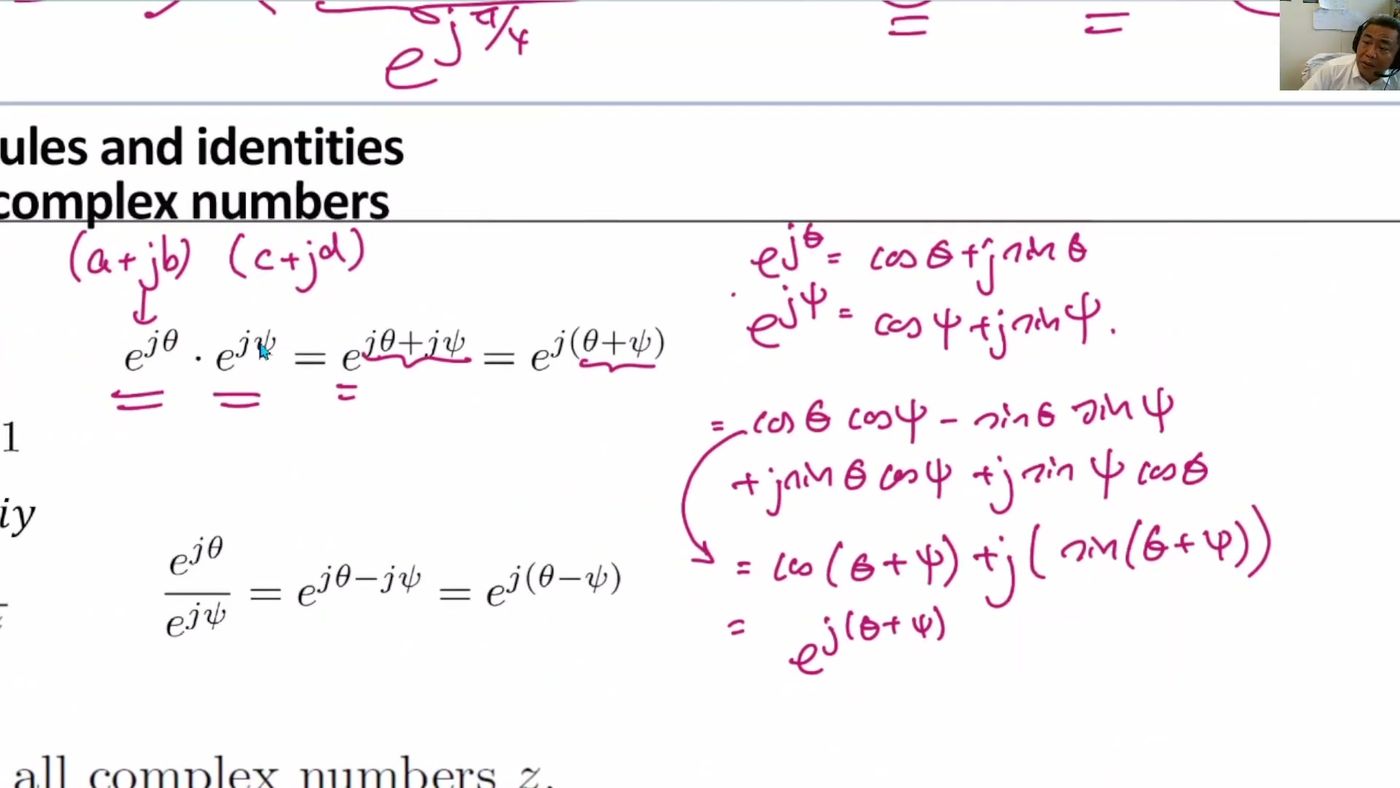 e^{jπ/4}
= =
ules and identities
complex numbers
(a+jb) (c+jd)
e^{jθ} = cos θ + j sin θ
e^{jψ} = cos ψ + j sin ψ.
e^{jθ} · e^{jψ} = e^{jθ+jψ} = e^{j(θ+ψ)}
= cos θ cos ψ - sin θ sin ψ
+ j sin θ cos ψ + j sin ψ cos θ
= cos (θ + ψ) + j ( sin (θ + ψ))
= e^{j(θ+ψ)}
1
iy
e^{jθ}/e^{jψ} = e^{jθ-jψ} = e^{j(θ-ψ)}
all complex numbers z.